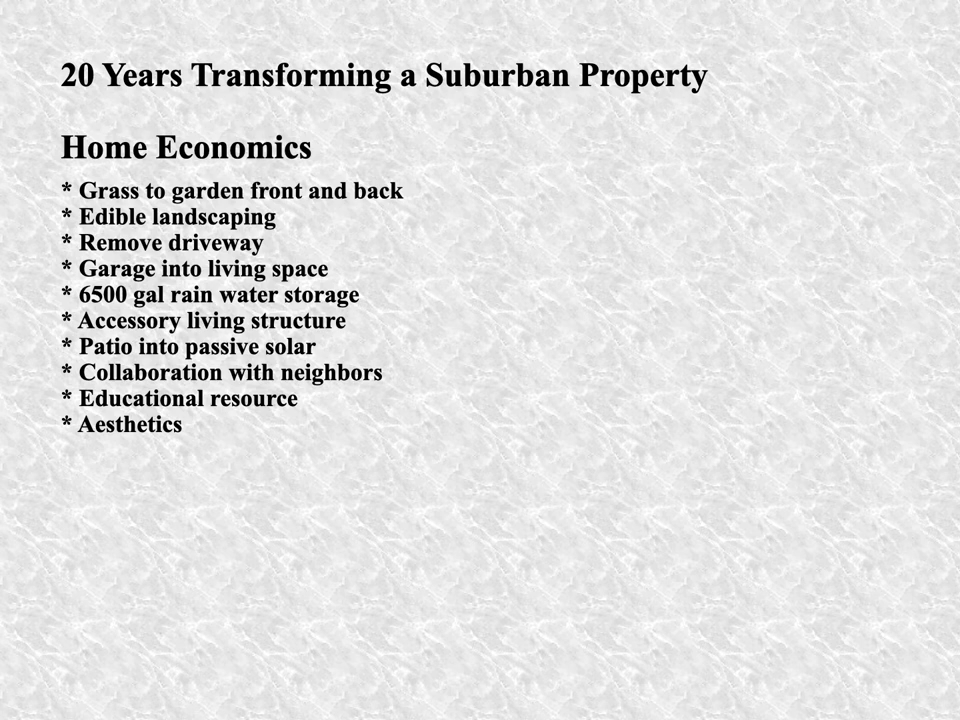 20 Years Transforming a Suburban Property
Home Economics
* Grass to garden front and back
* Edible landscaping
* Remove driveway
* Garage into living space
* 6500 gal rain water storage
* Accessory living structure
* Patio into passive solar
* Collaboration with neighbors
* Educational resource
* Aesthetics